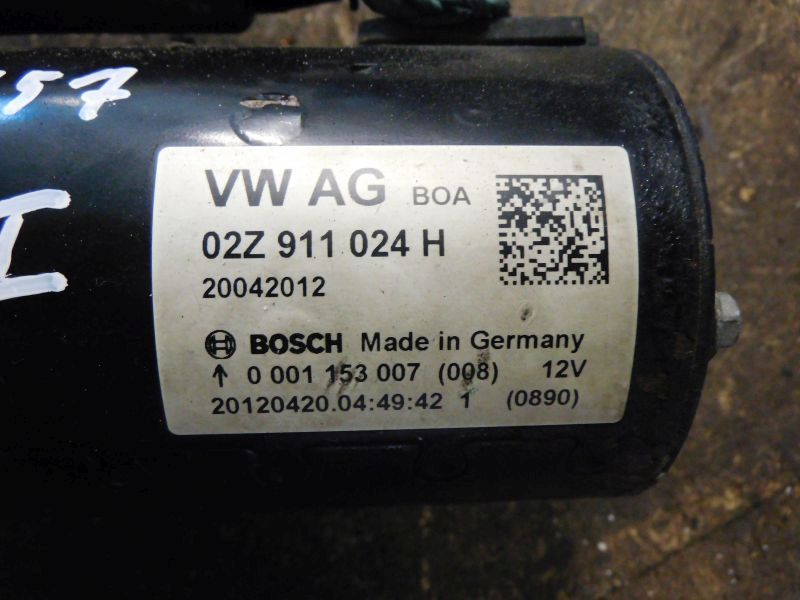 57
I
VW AG BOA
02Z 911 024 H
20042012
BOSCH Made in Germany
↑ 0 001 153 007 (008) 12V
20120420.04:49:42 1 (0890)